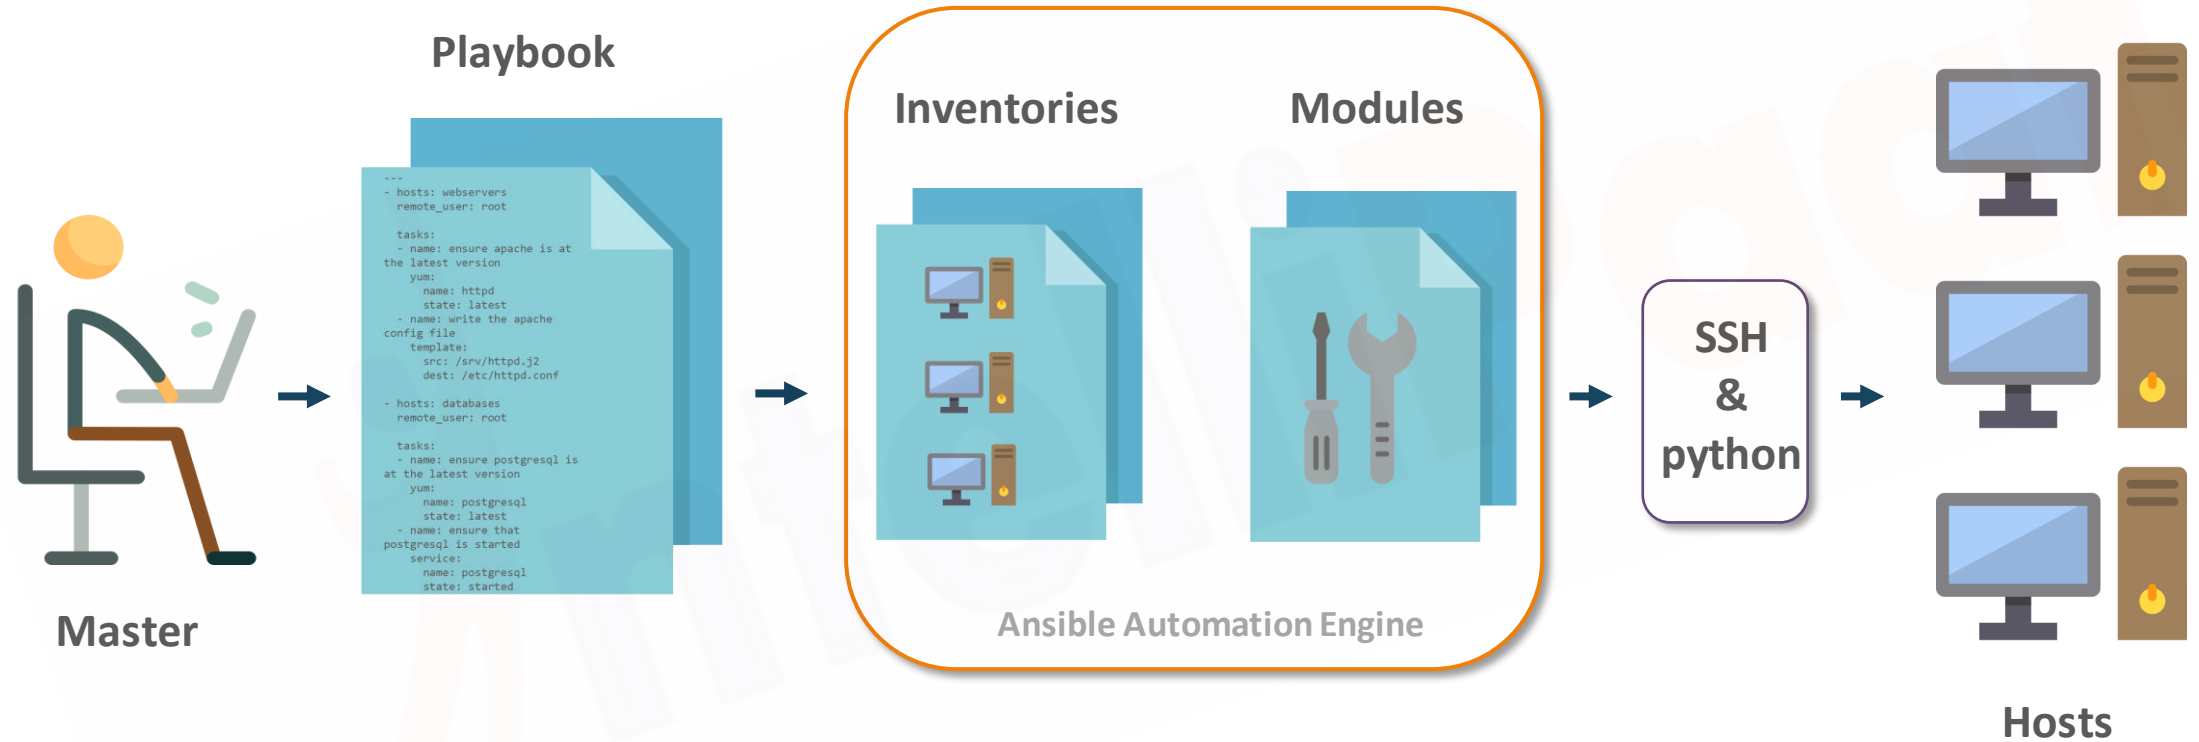 Playbook
---
- hosts: webservers
  remote_user: root
  tasks:
  - name: ensure apache is at
the latest version
    yum:
      name: httpd
      state: latest
  - name: write the apache
config file
    template:
      src: /srv/httpd.j2
      dest: /etc/httpd.conf
- hosts: databases
  remote_user: root
  tasks:
  - name: ensure postgresql is
at the latest version
    yum:
      name: postgresql
      state: latest
  - name: ensure that
postgresql is started
    service:
      name: postgresql
      state: started
Master
Inventories
Modules
Ansible Automation Engine
SSH
&
python
Hosts
intelliPaat